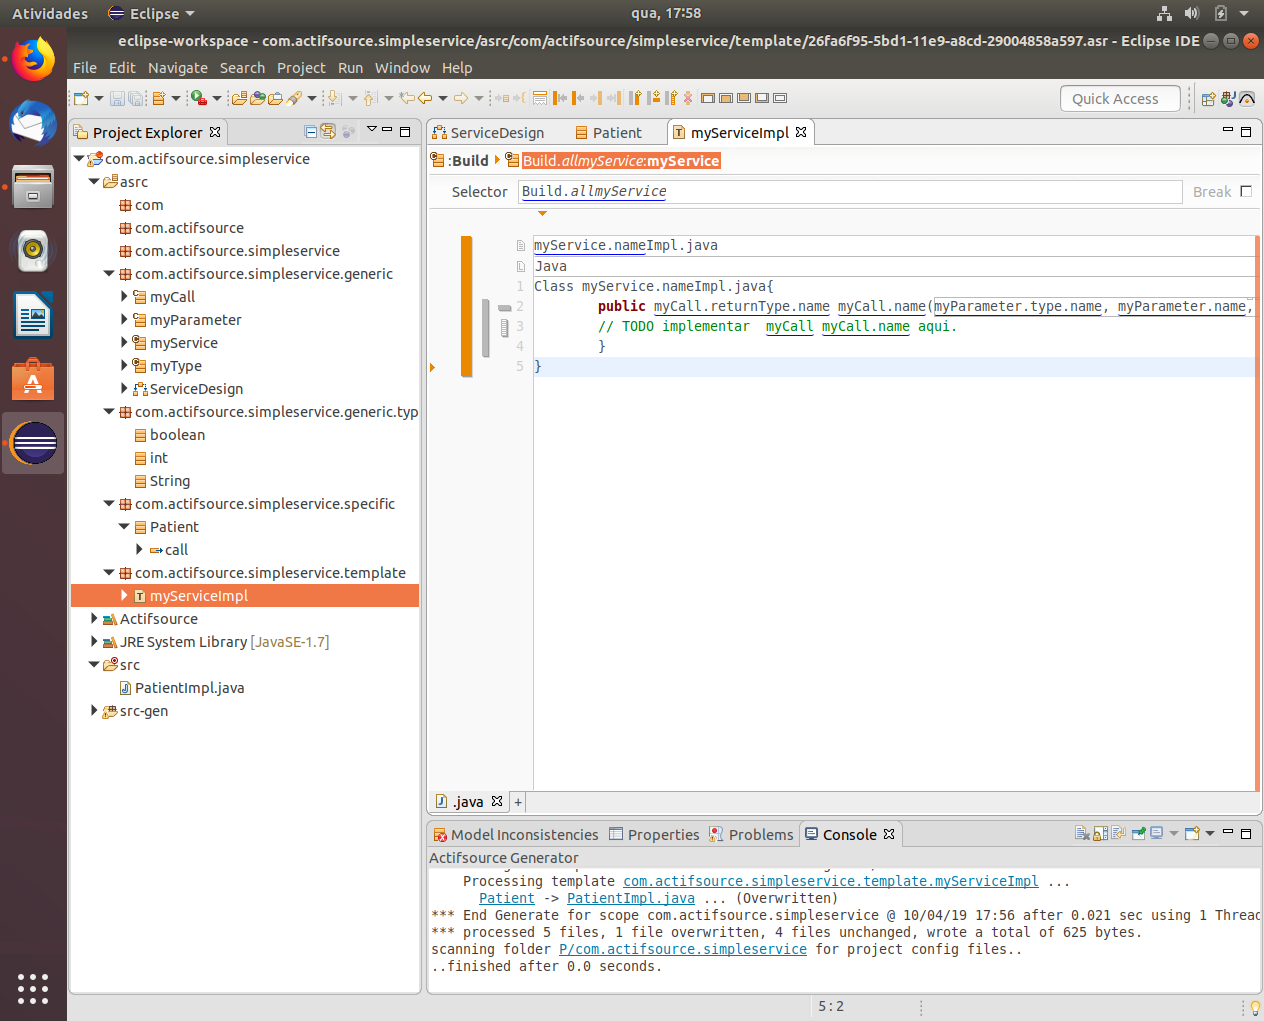 Atividades Eclipse qua, 17:58
eclipse-workspace - com.actifsource.simpleservice/asrc/com/actifsource/simpleservice/template/26fa6f95-5bd1-11e9-a8cd-29004858a597.asr - Eclipse IDE
File Edit Navigate Search Project Run Window Help
Quick Access
Project Explorer
com.actifsource.simpleservice
asrc
com
com.actifsource
com.actifsource.simpleservice
com.actifsource.simpleservice.generic
myCall
myParameter
myService
myType
ServiceDesign
com.actifsource.simpleservice.generic.typ
boolean
int
String
com.actifsource.simpleservice.specific
Patient
call
com.actifsource.simpleservice.template
myServiceImpl
Actifsource
JRE System Library [JavaSE-1.7]
src
PatientImpl.java
src-gen
ServiceDesign Patient myServiceImpl
:Build Build.allmyService:myService
Selector Build.allmyService Break
myService.nameImpl.java
Java
1 Class myService.nameImpl.java{
2 public myCall.returnType.name myCall.name(myParameter.type.name, myParameter.name,
3 // TODO implementar myCall myCall.name aqui.
4 }
5 }
.java +
Model Inconsistencies Properties Problems Console
Actifsource Generator
Processing template com.actifsource.simpleservice.template.myServiceImpl ...
Patient -> PatientImpl.java ... (Overwritten)
*** End Generate for scope com.actifsource.simpleservice @ 10/04/19 17:56 after 0.021 sec using 1 Threa
*** processed 5 files, 1 file overwritten, 4 files unchanged, wrote a total of 625 bytes.
scanning folder P/com.actifsource.simpleservice for project config files..
..finished after 0.0 seconds.
5:2